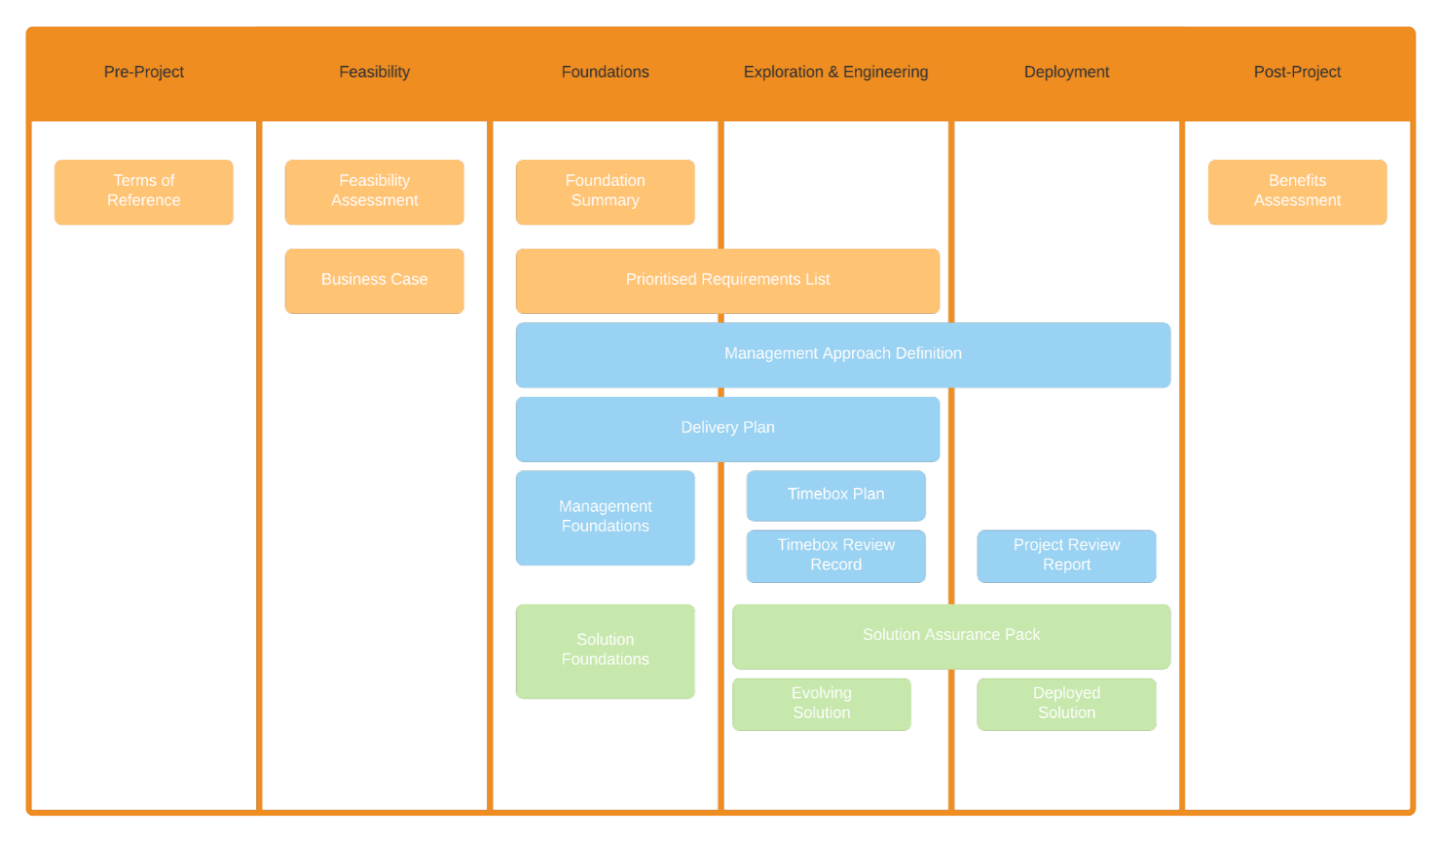 Pre-Project
Feasibility
Foundations
Exploration & Engineering
Deployment
Post-Project
Terms of
Reference
Feasibility
Assessment
Foundation
Summary
Benefits
Assessment
Business Case
Prioritised Requirements List
Management Approach Definition
Delivery Plan
Management
Foundations
Timebox Plan
Timebox Review
Record
Project Review
Report
Solution
Foundations
Solution Assurance Pack
Evolving
Solution
Deployed
Solution